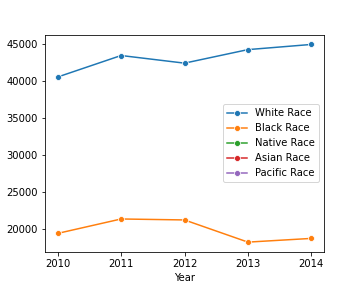 45000
40000
35000
30000
25000
20000
White Race
Black Race
Native Race
Asian Race
Pacific Race
2010 2011 2012 2013 2014
Year